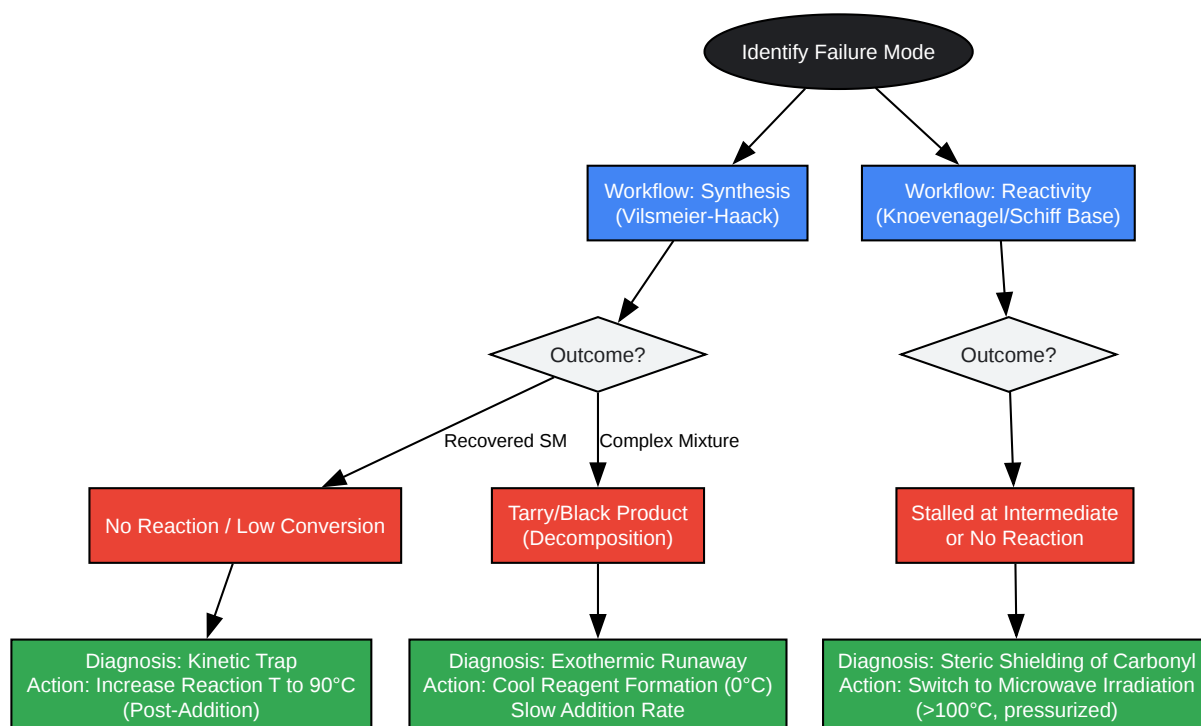 Identify Failure Mode
Workflow: Synthesis
(Vilsmeier-Haack)
Workflow: Reactivity
(Knoevenagel/Schiff Base)
Outcome?
Outcome?
Recovered SM
Complex Mixture
No Reaction / Low Conversion
Tarry/Black Product
(Decomposition)
Stalled at Intermediate
or No Reaction
Diagnosis: Kinetic Trap
Action: Increase Reaction T to 90°C
(Post-Addition)
Diagnosis: Exothermic Runaway
Action: Cool Reagent Formation (0°C)
Slow Addition Rate
Diagnosis: Steric Shielding of Carbonyl
Action: Switch to Microwave Irradiation
(>100°C, pressurized)